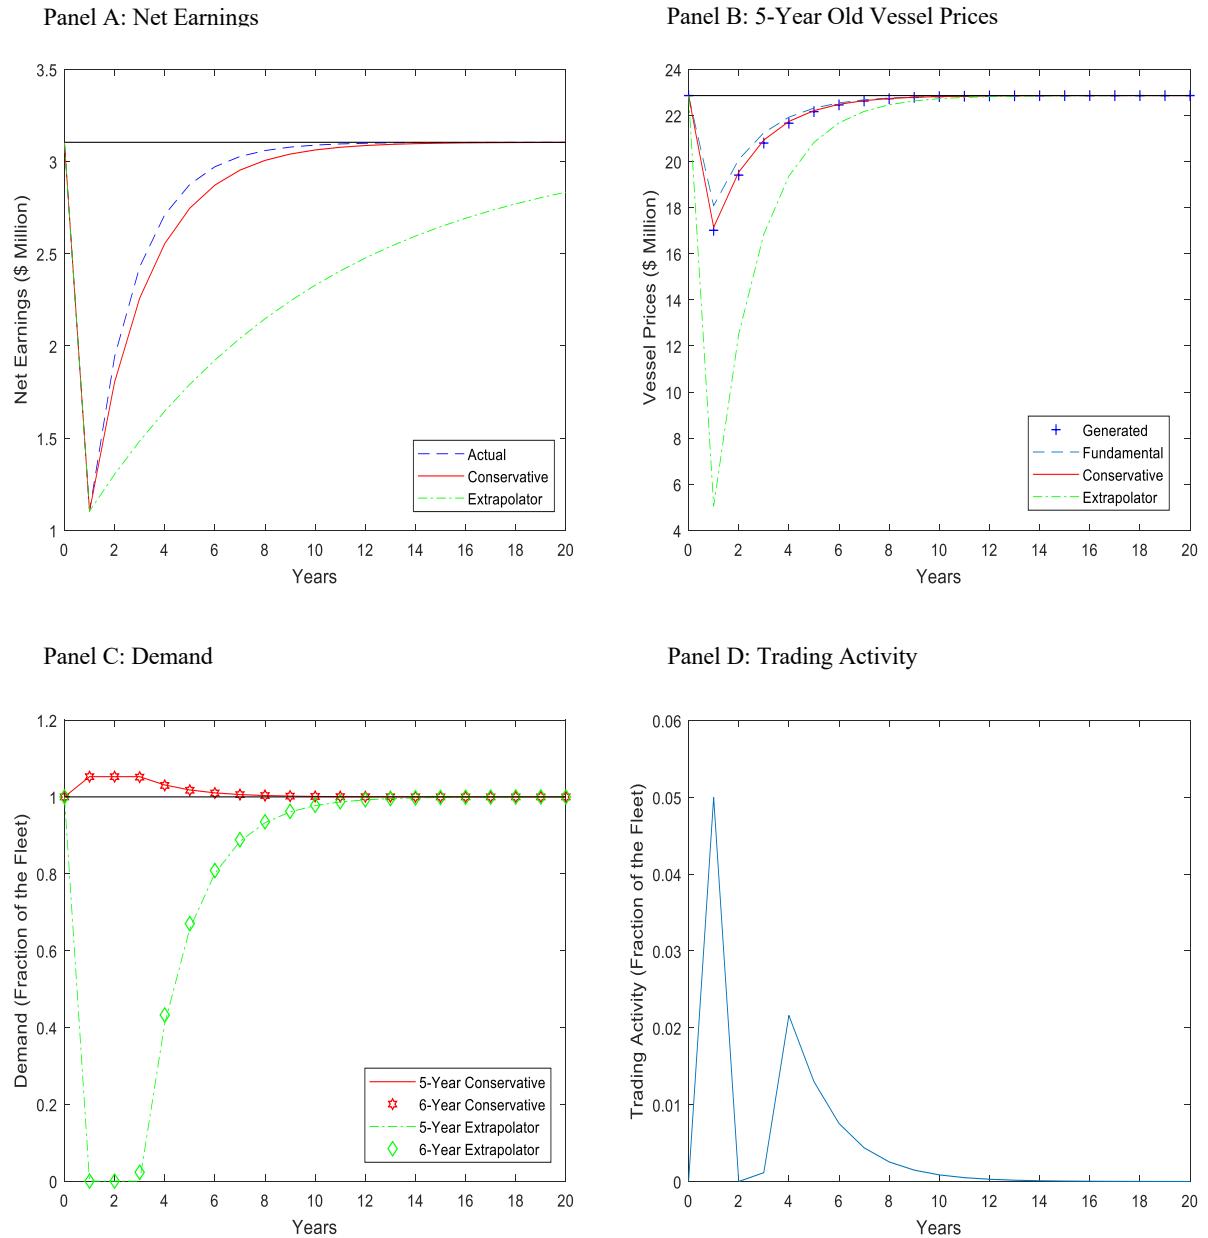 Panel A: Net Earnings
3.5
3
2.5
2
1.5
1
0 2 4 6 8 10 12 14 16 18 20
Net Earnings ($ Million)
Years
Actual
Conservative
Extrapolator
Panel B: 5-Year Old Vessel Prices
24
22
20
18
16
14
12
10
8
6
4
0 2 4 6 8 10 12 14 16 18 20
Vessel Prices ($ Million)
Years
Generated
Fundamental
Conservative
Extrapolator
Panel C: Demand
1.2
1
0.8
0.6
0.4
0.2
0
0 2 4 6 8 10 12 14 16 18 20
Demand (Fraction of the Fleet)
Years
5-Year Conservative
6-Year Conservative
5-Year Extrapolator
6-Year Extrapolator
Panel D: Trading Activity
0.06
0.05
0.04
0.03
0.02
0.01
0
0 2 4 6 8 10 12 14 16 18 20
Trading Activity (Fraction of the Fleet)
Years